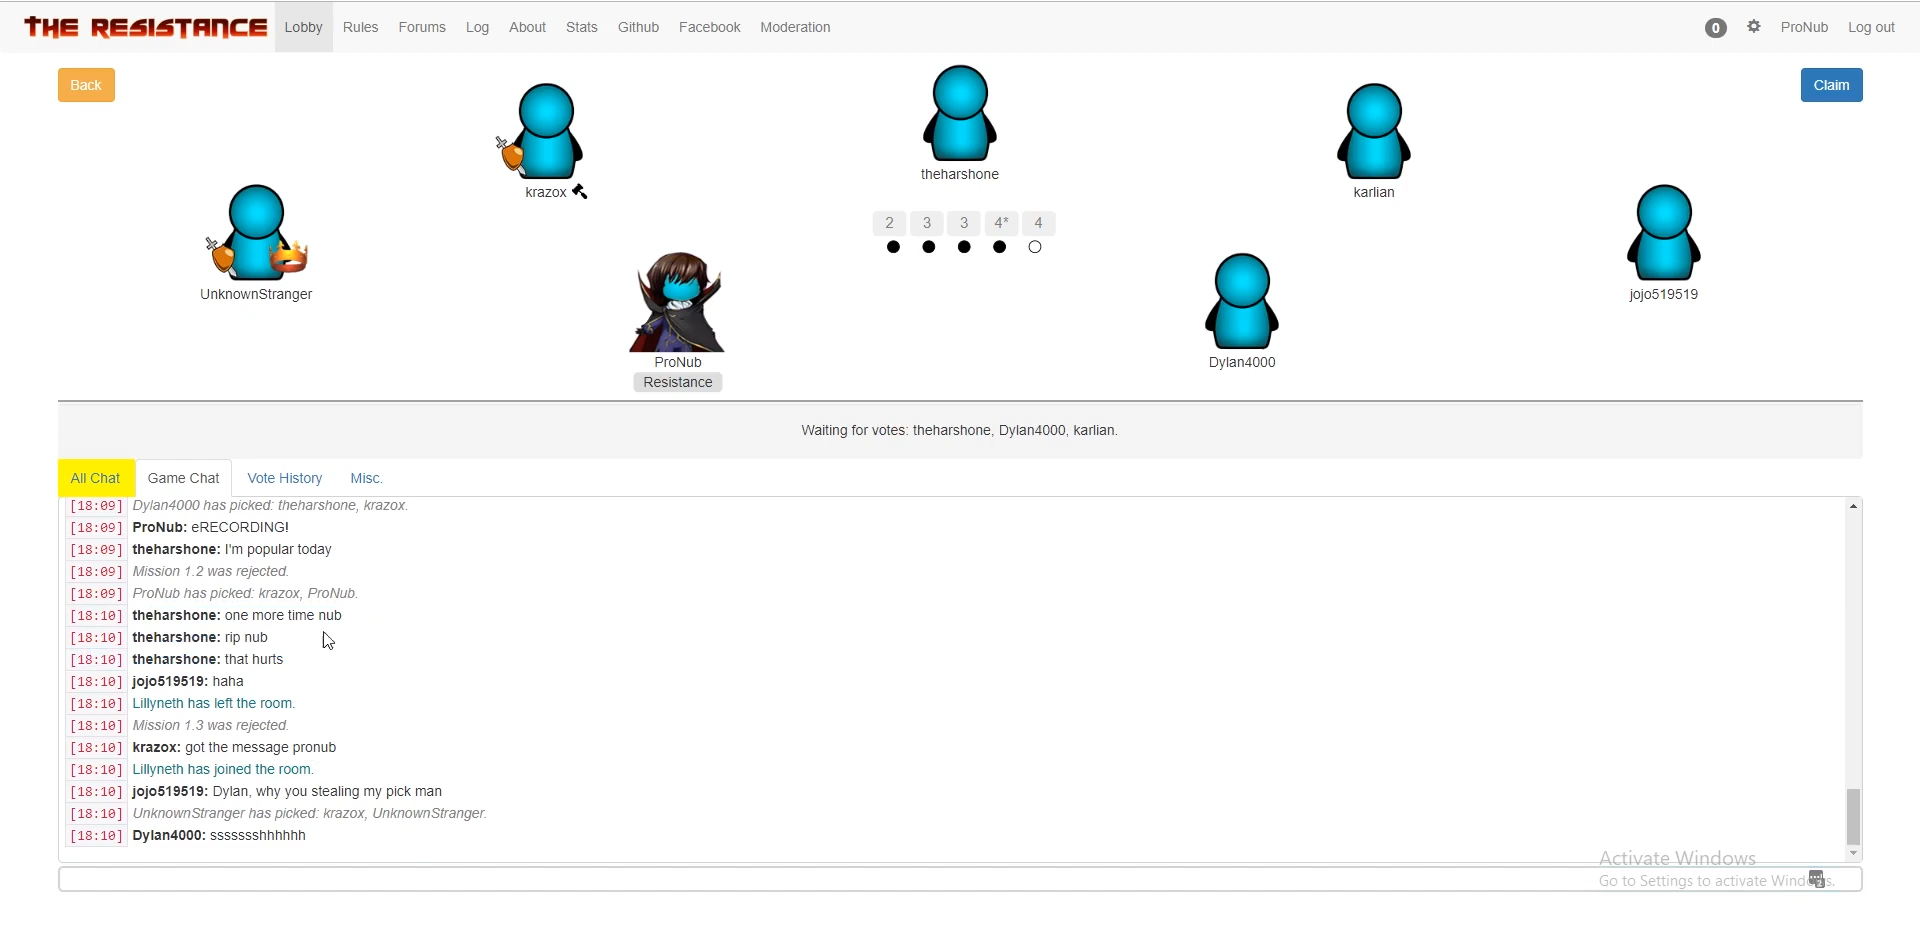 THE RESISTANCE Lobby Rules Forums Log About Stats Github Facebook Moderation 0 ProNub Log out
Back
Claim
krazox
theharshone
karlian
UnknownStranger
2 3 3 4* 4
jojo519519
ProNub
Resistance
Dylan4000
Waiting for votes: theharshone, Dylan4000, karlian.
All Chat Game Chat Vote History Misc.
[18:09] Dylan4000 has picked: theharshone, krazox.
[18:09] ProNub: eRECORDING!
[18:09] theharshone: I'm popular today
[18:09] Mission 1.2 was rejected.
[18:09] ProNub has picked: krazox, ProNub.
[18:10] theharshone: one more time nub
[18:10] theharshone: rip nub
[18:10] theharshone: that hurts
[18:10] jojo519519: haha
[18:10] Lillyneth has left the room.
[18:10] Mission 1.3 was rejected.
[18:10] krazox: got the message pronub
[18:10] Lillyneth has joined the room.
[18:10] jojo519519: Dylan, why you stealing my pick man
[18:10] UnknownStranger has picked: krazox, UnknownStranger.
[18:10] Dylan4000: sssssshhhhhh
Activate Windows
Go to Settings to activate Windows.